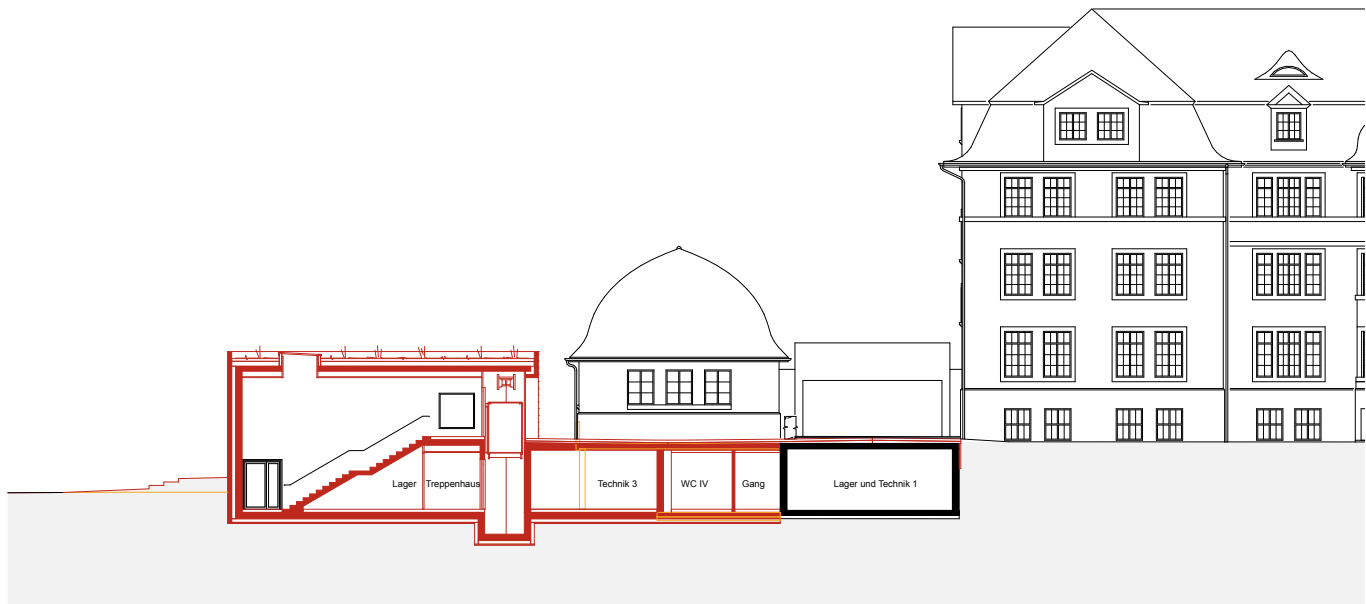 Lager
Treppenhaus
Technik 3
WC IV
Gang
Lager und Technik 1